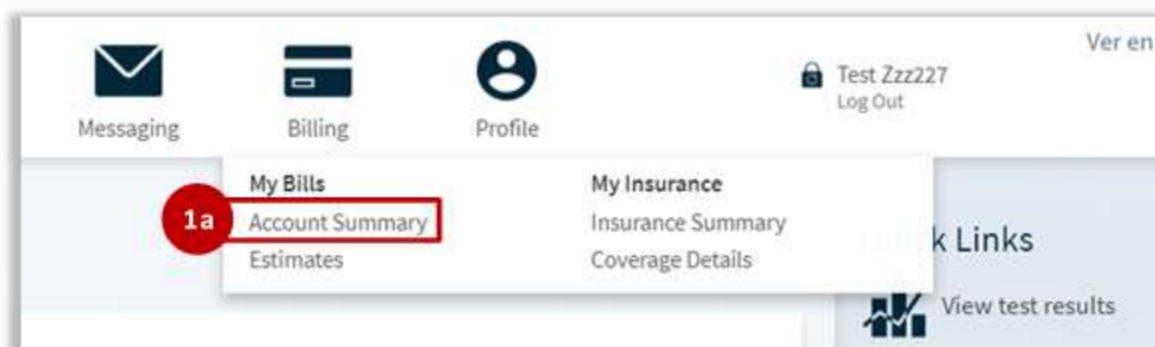 Ver en
Test Zzz227
Log Out
Messaging
Billing
Profile
My Bills
My Insurance
1a
Account Summary
Insurance Summary
Estimates
Coverage Details
k Links
View test results